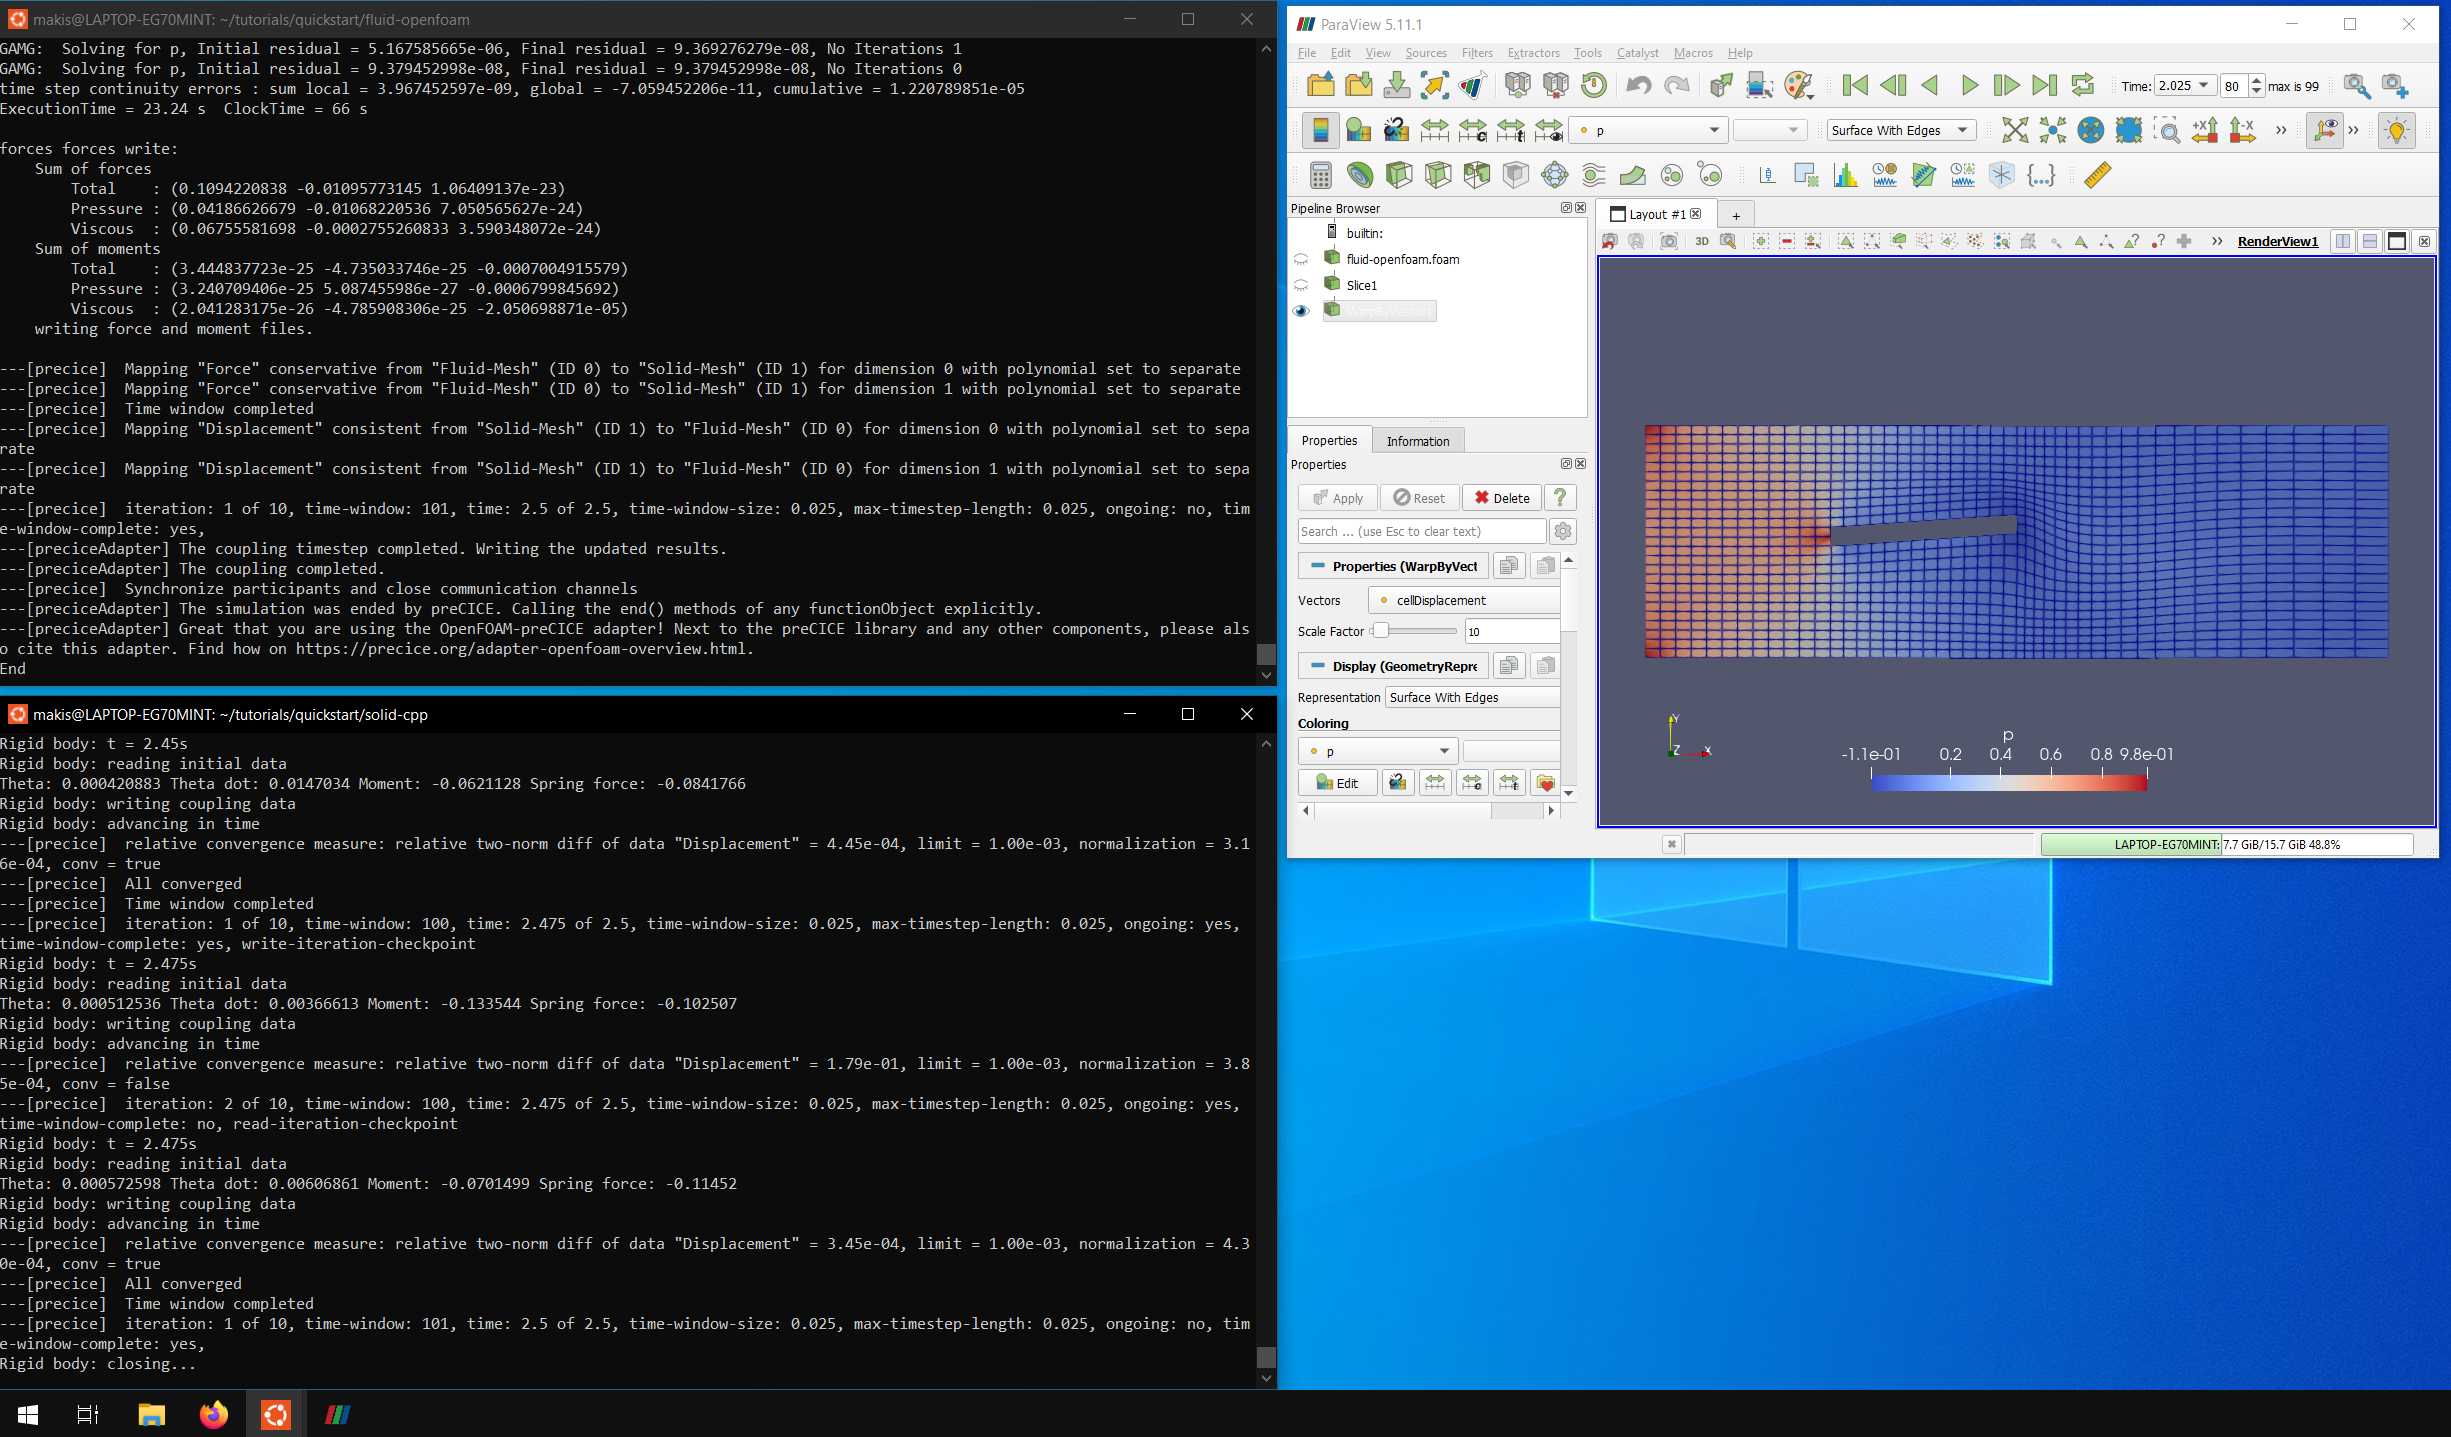 makis@LAPTOP-EG70MINT: ~/tutorials/quickstart/fluid-openfoam
GAMG:  Solving for p, Initial residual = 5.167585665e-06, Final residual = 9.369276279e-08, No Iterations 1
GAMG:  Solving for p, Initial residual = 9.379452998e-08, Final residual = 9.379452998e-08, No Iterations 0
time step continuity errors : sum local = 3.967452597e-09, global = -7.059452206e-11, cumulative = 1.220789851e-05
ExecutionTime = 23.24 s  ClockTime = 66 s
forces forces write:
Sum of forces
Total    : (0.1094220838 -0.01095773145 1.06409137e-23)
Pressure : (0.04186626679 -0.01068220536 7.050565627e-24)
Viscous  : (0.06755581698 -0.0002755260833 3.590348072e-24)
Sum of moments
Total    : (3.444837723e-25 -4.735033746e-25 -0.0007004915579)
Pressure : (3.240709406e-25 5.087455986e-27 -0.0006799845692)
Viscous  : (2.041283175e-26 -4.785908306e-25 -2.050698871e-05)
writing force and moment files.
---[precice]  Mapping "Force" conservative from "Fluid-Mesh" (ID 0) to "Solid-Mesh" (ID 1) for dimension 0 with polynomial set to separate
---[precice]  Mapping "Force" conservative from "Fluid-Mesh" (ID 0) to "Solid-Mesh" (ID 1) for dimension 1 with polynomial set to separate
---[precice]  Time window completed
---[precice]  Mapping "Displacement" consistent from "Solid-Mesh" (ID 1) to "Fluid-Mesh" (ID 0) for dimension 0 with polynomial set to sepa
rate
---[precice]  Mapping "Displacement" consistent from "Solid-Mesh" (ID 1) to "Fluid-Mesh" (ID 0) for dimension 1 with polynomial set to sepa
rate
---[precice]  iteration: 1 of 10, time-window: 101, time: 2.5 of 2.5, time-window-size: 0.025, max-timestep-length: 0.025, ongoing: no, tim
e-window-complete: yes,
---[preciceAdapter] The coupling timestep completed. Writing the updated results.
---[preciceAdapter] The coupling completed.
---[precice]  Synchronize participants and close communication channels
---[preciceAdapter] The simulation was ended by preCICE. Calling the end() methods of any functionObject explicitly.
---[preciceAdapter] Great that you are using the OpenFOAM-preCICE adapter! Next to the preCICE library and any other components, please als
o cite this adapter. Find how on https://precice.org/adapter-openfoam-overview.html.
End
makis@LAPTOP-EG70MINT: ~/tutorials/quickstart/solid-cpp
Rigid body: t = 2.45s
Rigid body: reading initial data
Theta: 0.000420883 Theta dot: 0.0147034 Moment: -0.0621128 Spring force: -0.0841766
Rigid body: writing coupling data
Rigid body: advancing in time
---[precice]  relative convergence measure: relative two-norm diff of data "Displacement" = 4.45e-04, limit = 1.00e-03, normalization = 3.1
6e-04, conv = true
---[precice]  All converged
---[precice]  Time window completed
---[precice]  iteration: 1 of 10, time-window: 100, time: 2.475 of 2.5, time-window-size: 0.025, max-timestep-length: 0.025, ongoing: yes,
time-window-complete: yes, write-iteration-checkpoint
Rigid body: t = 2.475s
Rigid body: reading initial data
Theta: 0.000512536 Theta dot: 0.00366613 Moment: -0.133544 Spring force: -0.102507
Rigid body: writing coupling data
Rigid body: advancing in time
---[precice]  relative convergence measure: relative two-norm diff of data "Displacement" = 1.79e-01, limit = 1.00e-03, normalization = 3.8
5e-04, conv = false
---[precice]  iteration: 2 of 10, time-window: 100, time: 2.475 of 2.5, time-window-size: 0.025, max-timestep-length: 0.025, ongoing: yes,
time-window-complete: no, read-iteration-checkpoint
Rigid body: t = 2.475s
Rigid body: reading initial data
Theta: 0.000572598 Theta dot: 0.00606861 Moment: -0.0701499 Spring force: -0.11452
Rigid body: writing coupling data
Rigid body: advancing in time
---[precice]  relative convergence measure: relative two-norm diff of data "Displacement" = 3.45e-04, limit = 1.00e-03, normalization = 4.3
0e-04, conv = true
---[precice]  All converged
---[precice]  Time window completed
---[precice]  iteration: 1 of 10, time-window: 101, time: 2.5 of 2.5, time-window-size: 0.025, max-timestep-length: 0.025, ongoing: no, tim
e-window-complete: yes,
Rigid body: closing...
ParaView 5.11.1
File Edit View Sources Filters Extractors Tools Catalyst Macros Help
Time: 2.025 80 max is 99
p Surface With Edges +X -X
Pipeline Browser
builtin:
fluid-openfoam.foam
Slice1
WarpByVector1
Properties Information
Properties
Apply Reset Delete ?
Search ... (use Esc to clear text)
Properties (WarpByVect
Vectors cellDisplacement
Scale Factor 10
Display (GeometryRepre
Representation Surface With Edges
Coloring
p
Edit
Layout #1 +
3D RenderView1
Y
Z X
p
-1.1e-01 0.2 0.4 0.6 0.8 9.8e-01
LAPTOP-EG70MINT: 7.7 GiB/15.7 GiB 48.8%